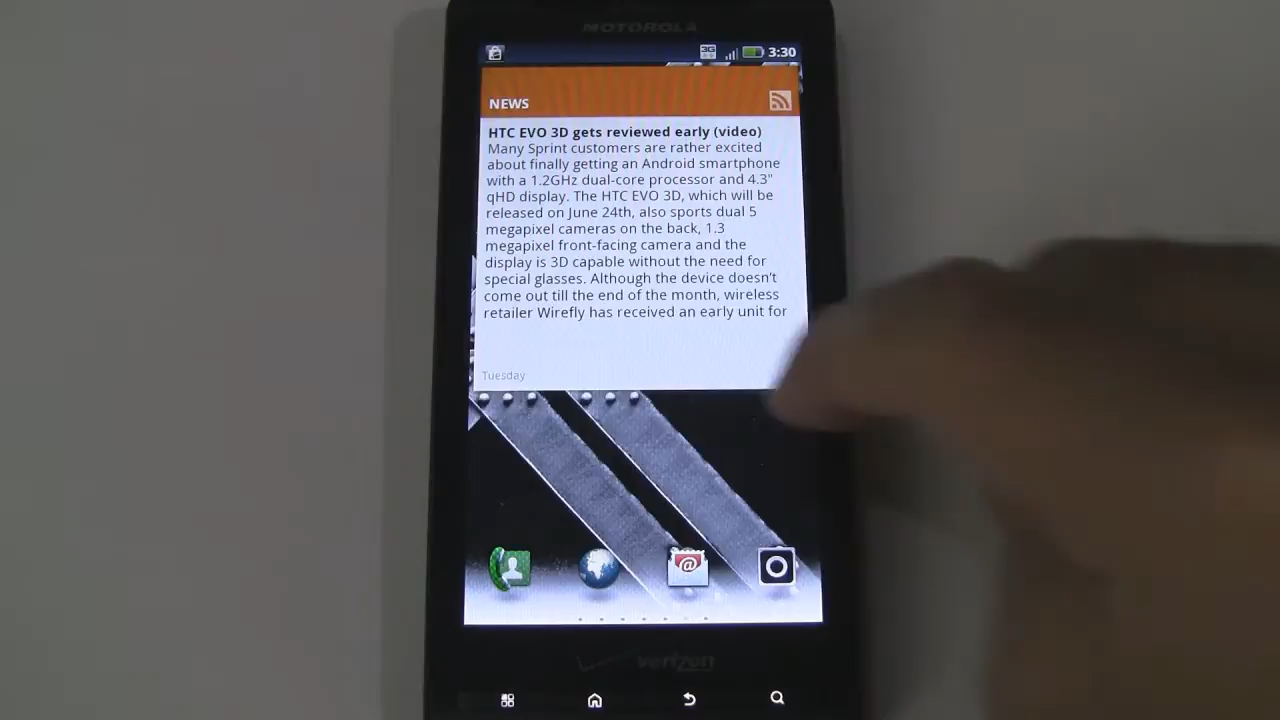 MOTOROLA
3G
3:30
NEWS
HTC EVO 3D gets reviewed early (video)
Many Sprint customers are rather excited
about finally getting an Android smartphone
with a 1.2GHz dual-core processor and 4.3"
qHD display. The HTC EVO 3D, which will be
released on June 24th, also sports dual 5
megapixel cameras on the back, 1.3
megapixel front-facing camera and the
display is 3D capable without the need for
special glasses. Although the device doesn't
come out till the end of the month, wireless
retailer Wirefly has received an early unit for
Tuesday
@
verizon